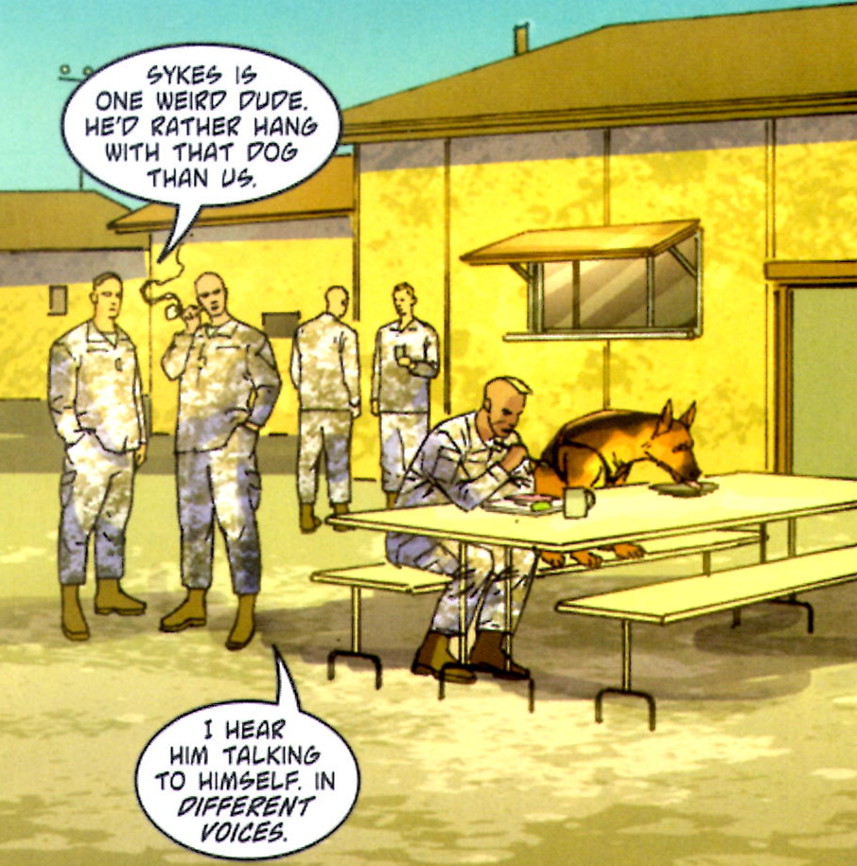 SYKES IS
ONE WEIRD DUDE.
HE'D RATHER HANG
WITH THAT DOG
THAN US.
I HEAR
HIM TALKING
TO HIMSELF. IN
DIFFERENT
VOICES.